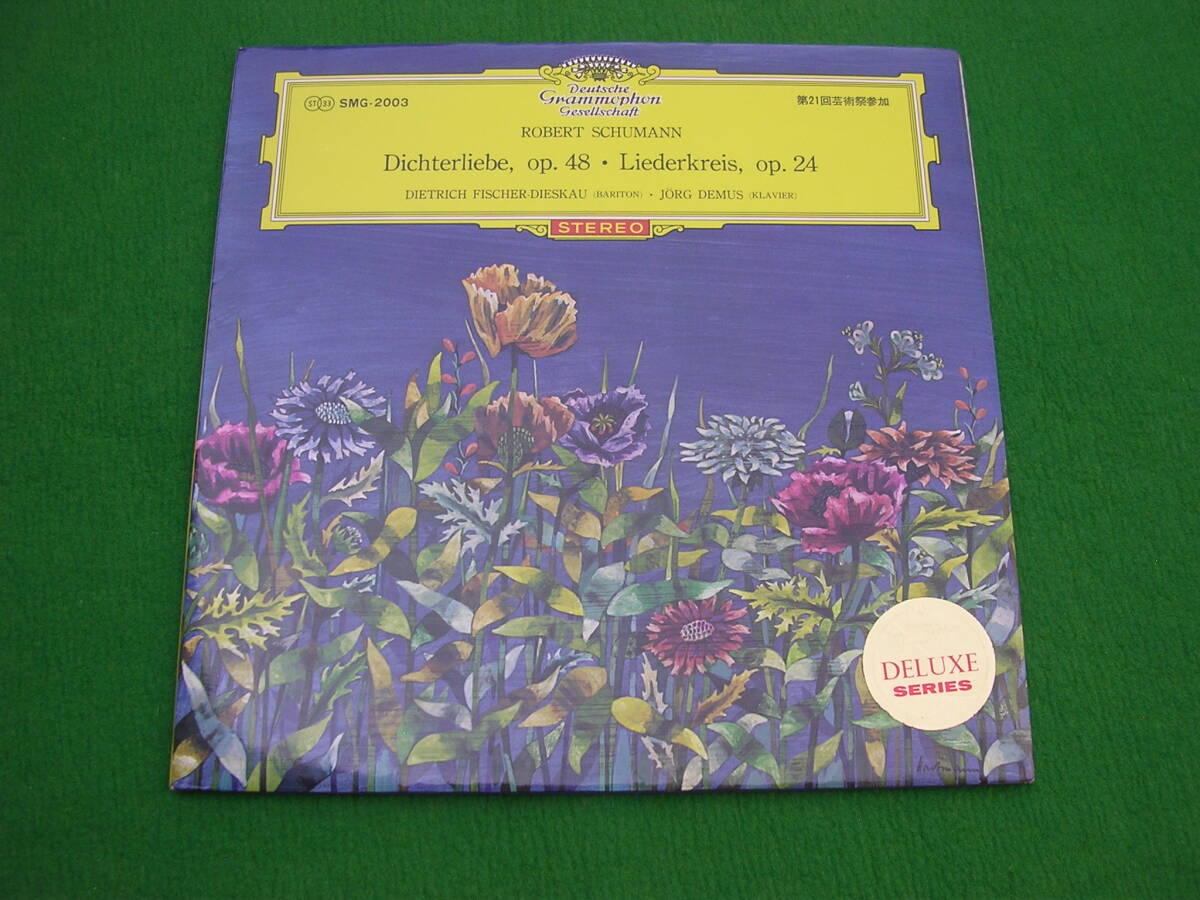 Deutsche
Grammophon
Gesellschaft
ST 33 SMG-2003
第21回芸術祭参加
ROBERT SCHUMANN
Dichterliebe, op. 48 • Liederkreis, op. 24
DIETRICH FISCHER-DIESKAU (BARITON) • JÖRG DEMUS (KLAVIER)
STEREO
DELUXE
SERIES